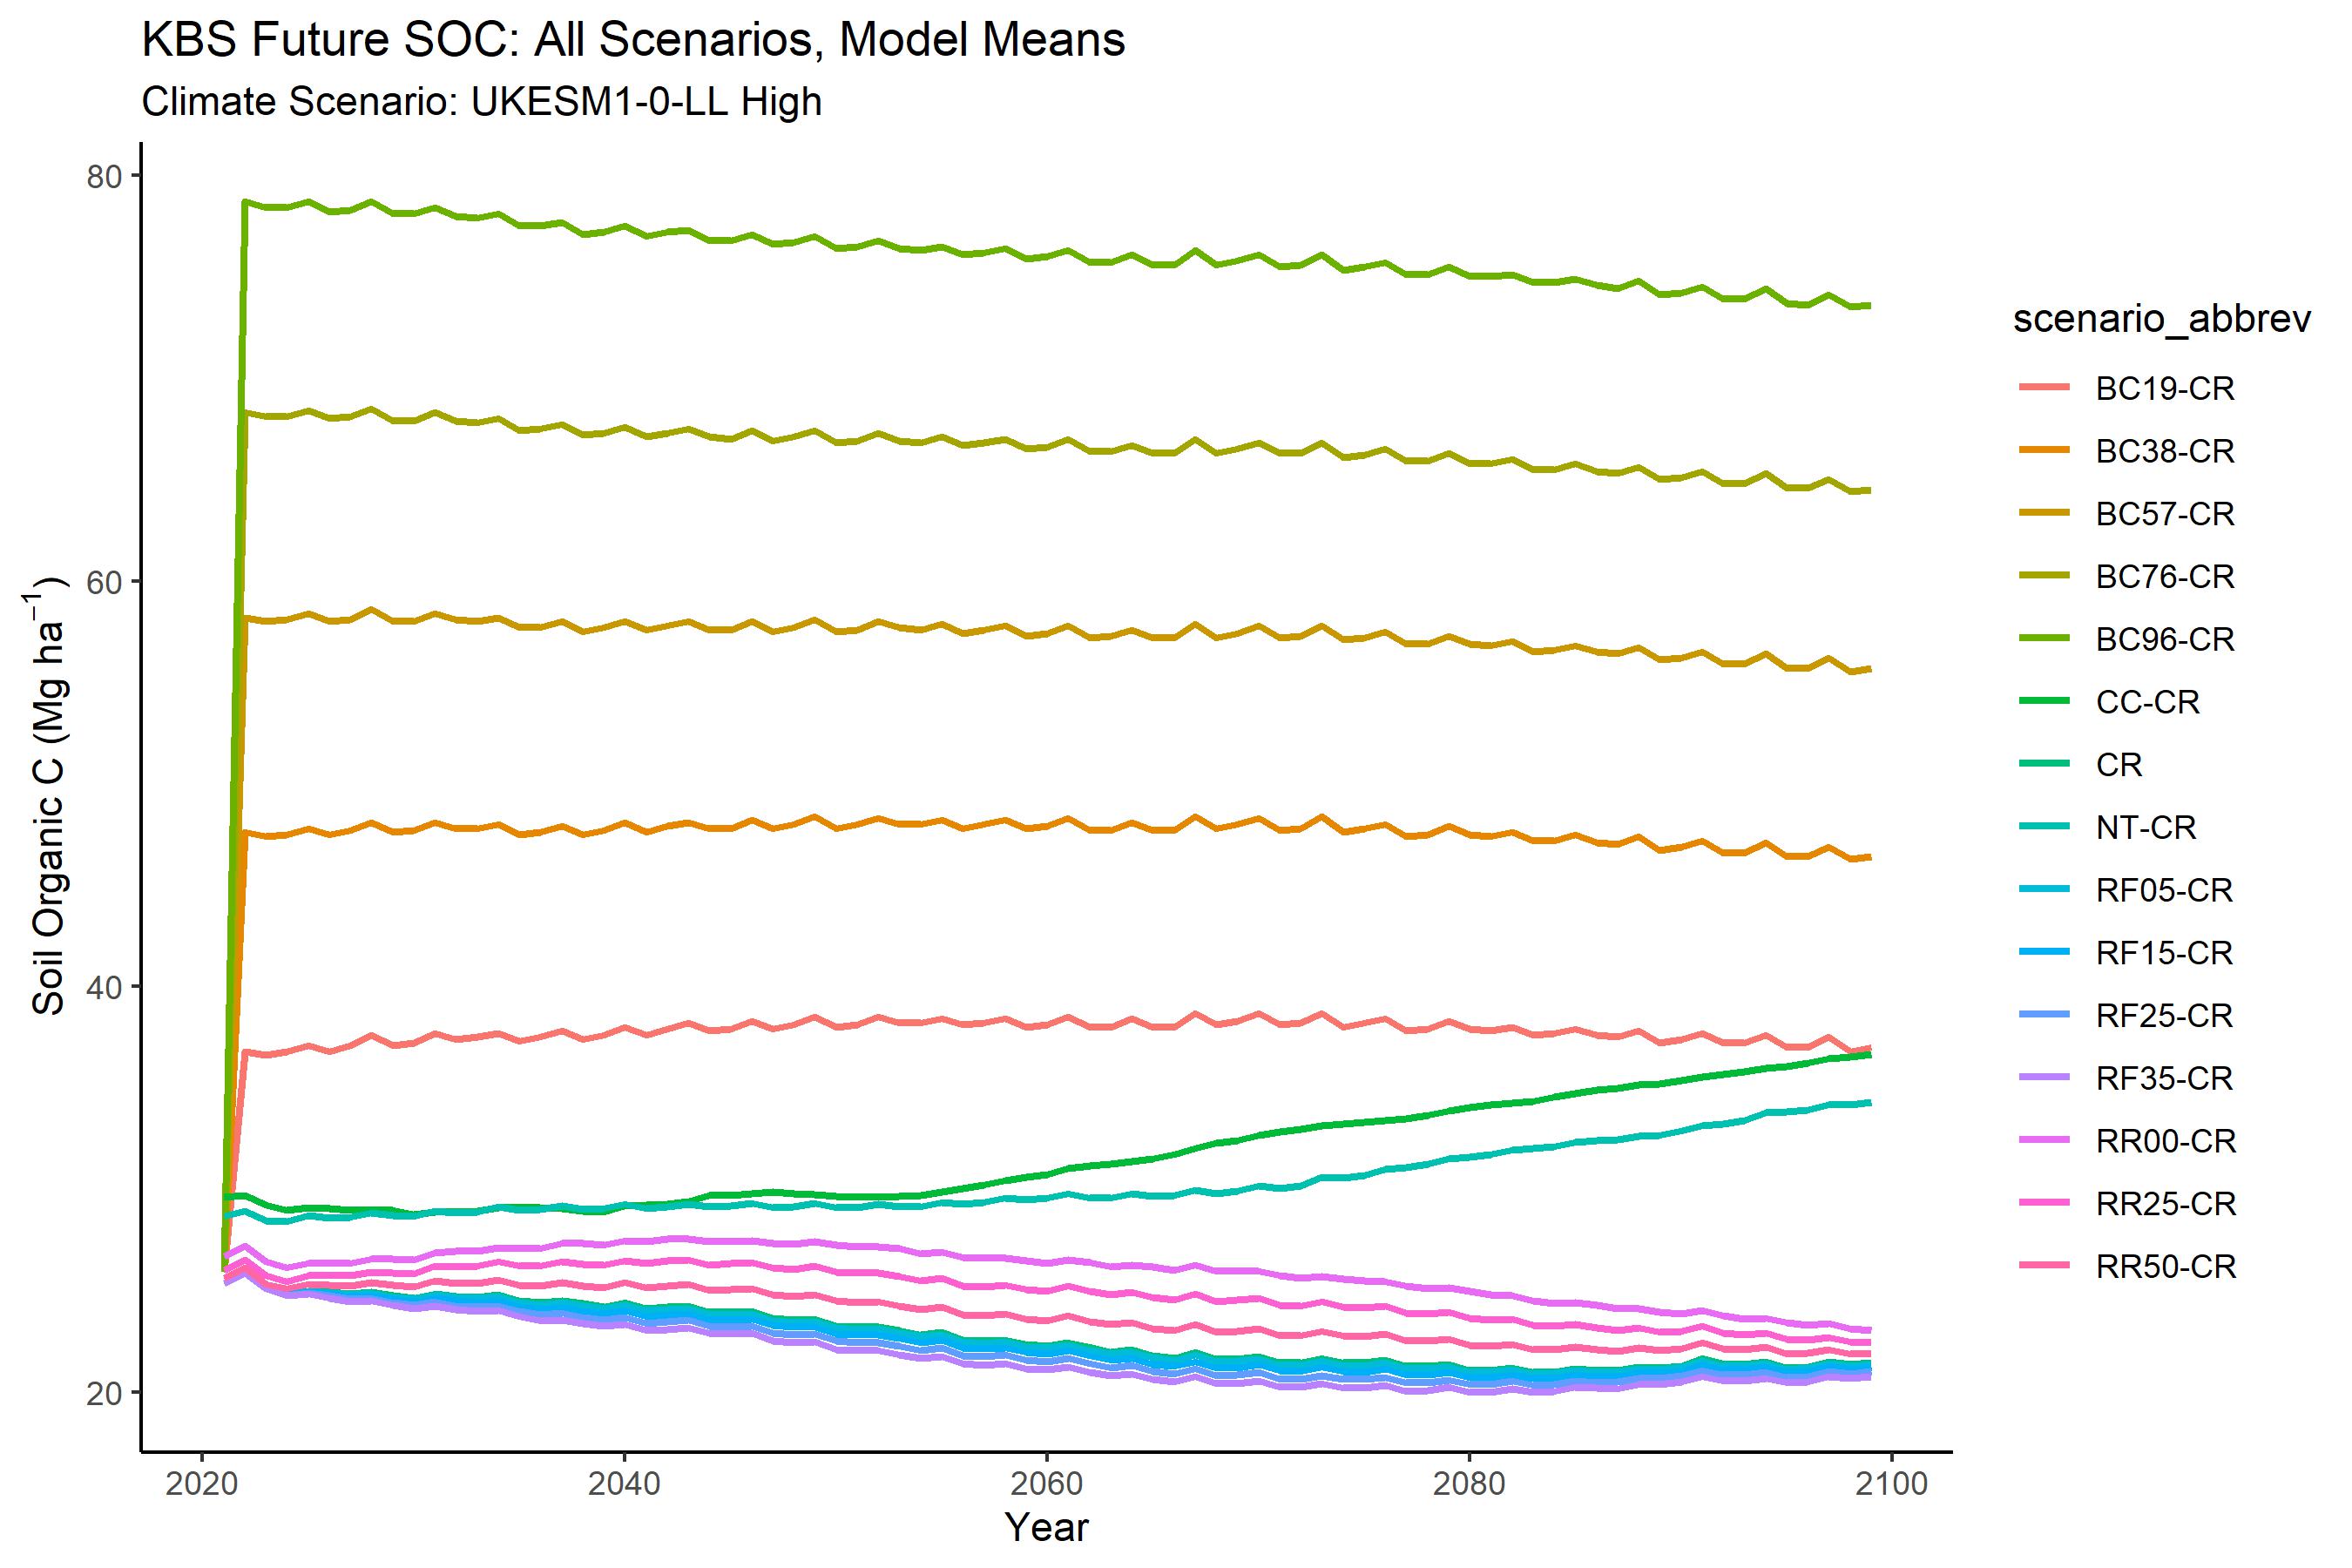 KBS Future SOC: All Scenarios, Model Means
Climate Scenario: UKESM1-0-LL High
Soil Organic C (Mg ha⁻¹)
80
60
40
20
2020
2040
2060
2080
2100
Year
scenario_abbrev
BC19-CR
BC38-CR
BC57-CR
BC76-CR
BC96-CR
CC-CR
CR
NT-CR
RF05-CR
RF15-CR
RF25-CR
RF35-CR
RR00-CR
RR25-CR
RR50-CR